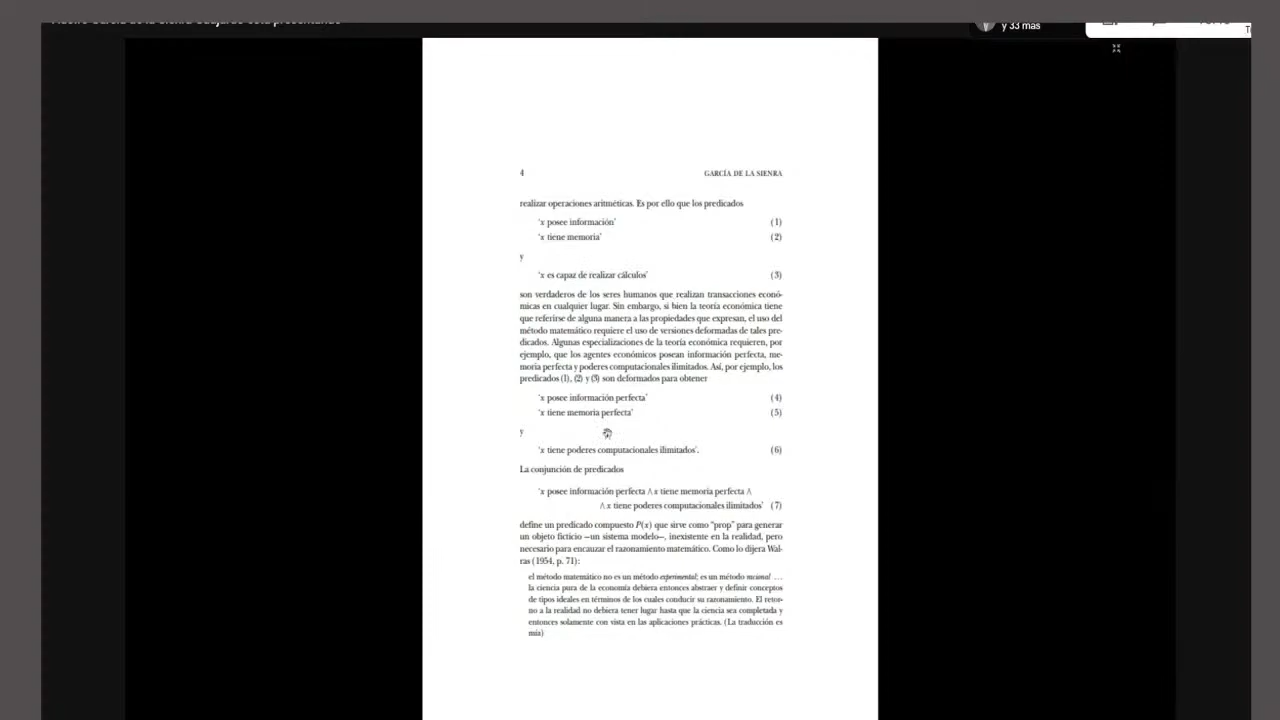 y 33 más
4 GARCÍA DE LA SIENRA
realizar operaciones aritméticas. Es por ello que los predicados
‘x posee información’ (1)
‘x tiene memoria’ (2)
y
‘x es capaz de realizar cálculos’ (3)
son verdaderos de los seres humanos que realizan transacciones econó-
micas en cualquier lugar. Sin embargo, si bien la teoría económica tiene
que referirse de alguna manera a las propiedades que expresan, el uso del
método matemático requiere el uso de versiones deformadas de tales pre-
dicados. Algunas especializaciones de la teoría económica requieren, por
ejemplo, que los agentes económicos posean información perfecta, me-
moria perfecta y poderes computacionales ilimitados. Así, por ejemplo, los
predicados (1), (2) y (3) son deformados para obtener
‘x posee información perfecta’ (4)
‘x tiene memoria perfecta’ (5)
y
‘x tiene poderes computacionales ilimitados’. (6)
La conjunción de predicados
‘x posee información perfecta ∧ x tiene memoria perfecta ∧
∧ x tiene poderes computacionales ilimitados’ (7)
define un predicado compuesto P(x) que sirve como “prop” para generar
un objeto ficticio —un sistema modelo—, inexistente en la realidad, pero
necesario para encauzar el razonamiento matemático. Como lo dijera Wal-
ras (1954, p. 71):
el método matemático no es un método experimental; es un método racional …
la ciencia pura de la economía debiera entonces abstraer y definir conceptos
de tipos ideales en términos de los cuales conducir su razonamiento. El retor-
no a la realidad no debiera tener lugar hasta que la ciencia sea completada y
entonces solamente con vista en las aplicaciones prácticas. (La traducción es
mía)